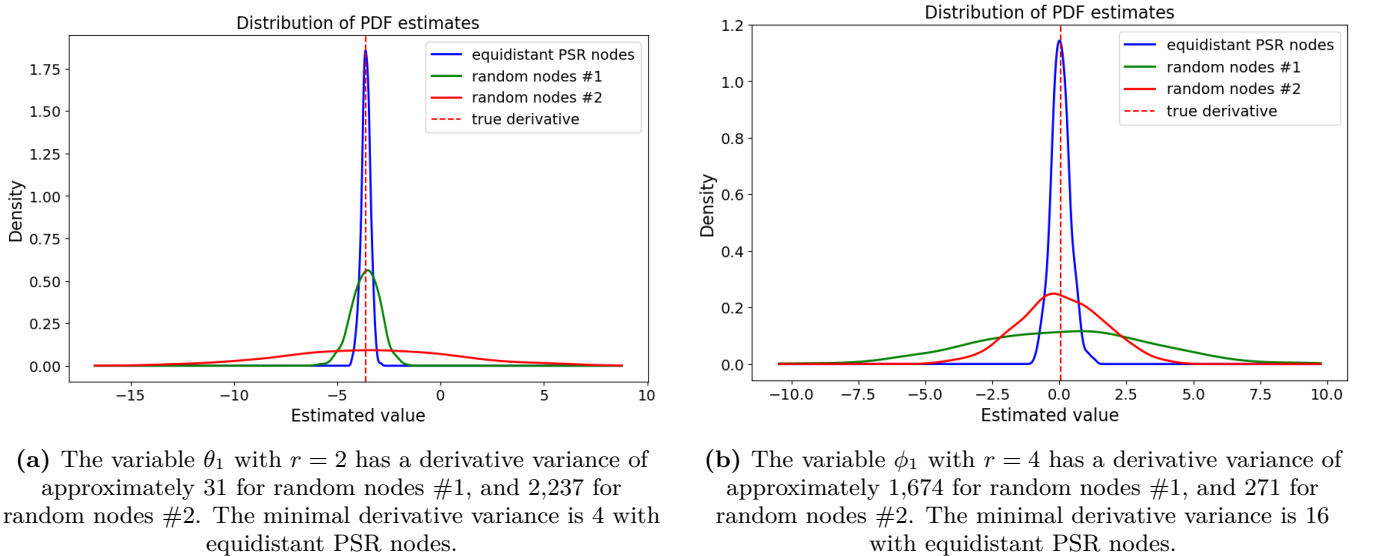 Distribution of PDF estimates
equidistant PSR nodes
random nodes #1
random nodes #2
true derivative
Density
1.75
1.50
1.25
1.00
0.75
0.50
0.25
0.00
−15
−10
−5
0
5
10
Estimated value
(a) The variable θ₁ with r = 2 has a derivative variance of
approximately 31 for random nodes #1, and 2,237 for
random nodes #2. The minimal derivative variance is 4 with
equidistant PSR nodes.
Distribution of PDF estimates
equidistant PSR nodes
random nodes #1
random nodes #2
true derivative
Density
1.2
1.0
0.8
0.6
0.4
0.2
0.0
−10.0
−7.5
−5.0
−2.5
0.0
2.5
5.0
7.5
10.0
Estimated value
(b) The variable ϕ₁ with r = 4 has a derivative variance of
approximately 1,674 for random nodes #1, and 271 for
random nodes #2. The minimal derivative variance is 16
with equidistant PSR nodes.